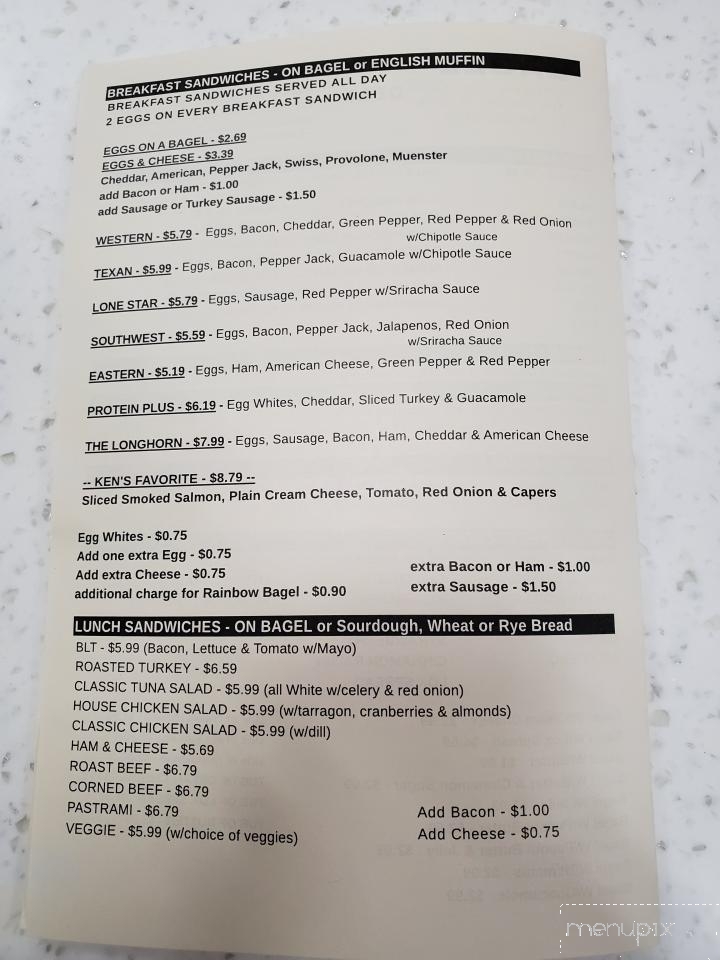 BREAKFAST SANDWICHES - ON BAGEL or ENGLISH MUFFIN
BREAKFAST SANDWICHES SERVED ALL DAY
2 EGGS ON EVERY BREAKFAST SANDWICH
EGGS ON A BAGEL - $2.69
EGGS & CHEESE - $3.39
Cheddar, American, Pepper Jack, Swiss, Provolone, Muenster
add Bacon or Ham - $1.00
add Sausage or Turkey Sausage - $1.50
WESTERN - $5.79 - Eggs, Bacon, Cheddar, Green Pepper, Red Pepper & Red Onion
w/Chipotle Sauce
TEXAN - $5.99 - Eggs, Bacon, Pepper Jack, Guacamole w/Chipotle Sauce
LONE STAR - $5.79 - Eggs, Sausage, Red Pepper w/Sriracha Sauce
SOUTHWEST - $5.59 - Eggs, Bacon, Pepper Jack, Jalapenos, Red Onion
w/Sriracha Sauce
EASTERN - $5.19 - Eggs, Ham, American Cheese, Green Pepper & Red Pepper
PROTEIN PLUS - $6.19 - Egg Whites, Cheddar, Sliced Turkey & Guacamole
THE LONGHORN - $7.99 - Eggs, Sausage, Bacon, Ham, Cheddar & American Cheese
-- KEN'S FAVORITE - $8.79 --
Sliced Smoked Salmon, Plain Cream Cheese, Tomato, Red Onion & Capers
Egg Whites - $0.75
Add one extra Egg - $0.75
Add extra Cheese - $0.75
additional charge for Rainbow Bagel - $0.90
extra Bacon or Ham - $1.00
extra Sausage - $1.50
LUNCH SANDWICHES - ON BAGEL or Sourdough, Wheat or Rye Bread
BLT - $5.99 (Bacon, Lettuce & Tomato w/Mayo)
ROASTED TURKEY - $6.59
CLASSIC TUNA SALAD - $5.99 (all White w/celery & red onion)
HOUSE CHICKEN SALAD - $5.99 (w/tarragon, cranberries & almonds)
CLASSIC CHICKEN SALAD - $5.99 (w/dill)
HAM & CHEESE - $5.69
ROAST BEEF - $6.79
CORNED BEEF - $6.79
PASTRAMI - $6.79
VEGGIE - $5.99 (w/choice of veggies)
Add Bacon - $1.00
Add Cheese - $0.75
menupix